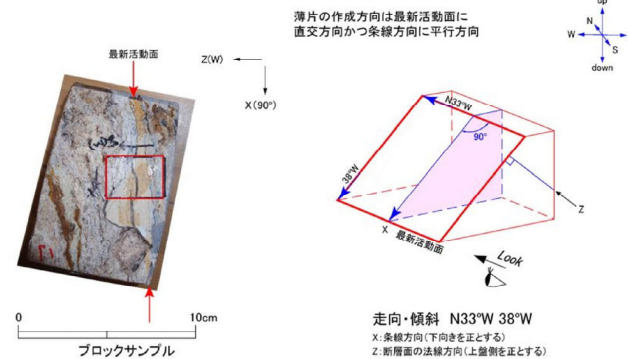 薄片の作成方向は最新活動面に
直交方向かつ条線方向に平行方向
up
N
W
S
down
最新活動面
Z(W)
X(90°)
N33°W
90°
38°W
Z
X
最新活動面
Look
0
10cm
ブロックサンプル
走向・傾斜 N33°W 38°W
X:条線方向(下向きを正とする)
Z:断層面の法線方向(上盤側を正とする)